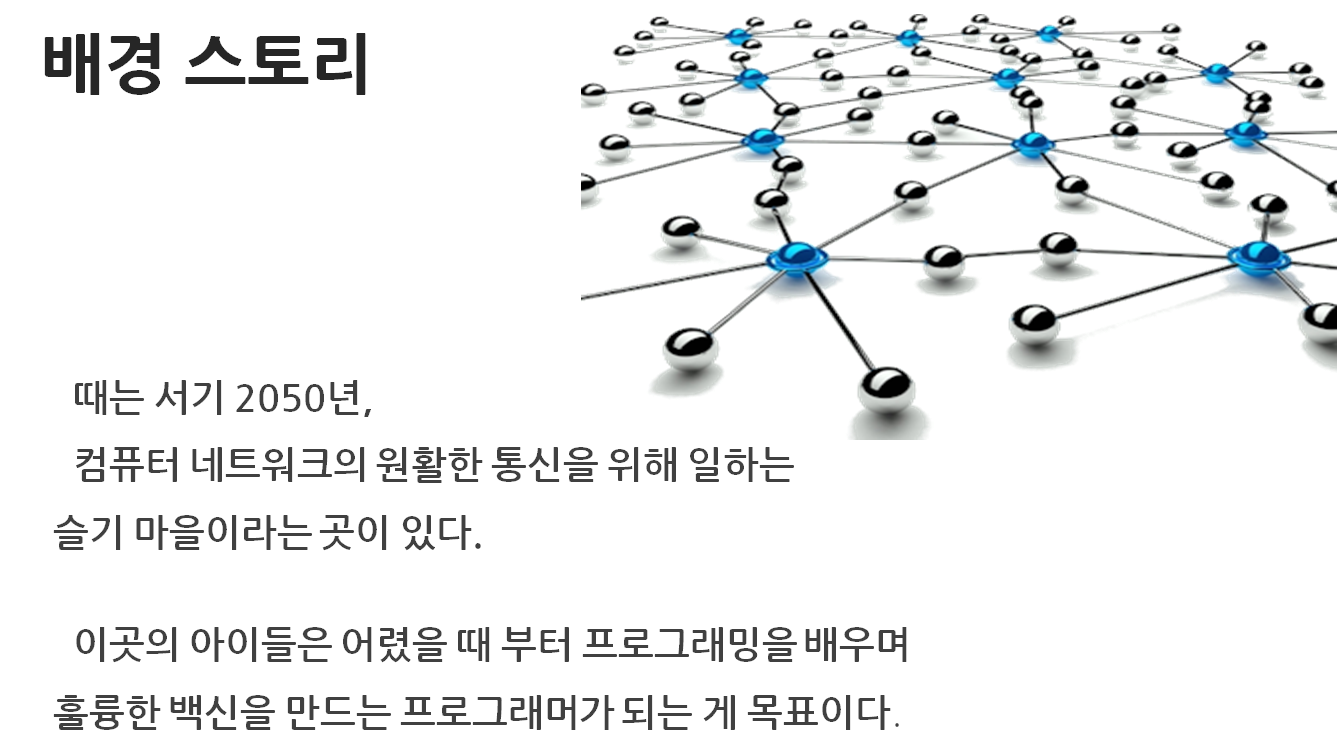 배경 스토리
때는 서기 2050년,
컴퓨터 네트워크의 원활한 통신을 위해 일하는
슬기 마을이라는 곳이 있다.
이곳의 아이들은 어렸을 때 부터 프로그래밍을 배우며
훌륭한 백신을 만드는 프로그래머가 되는 게 목표이다.